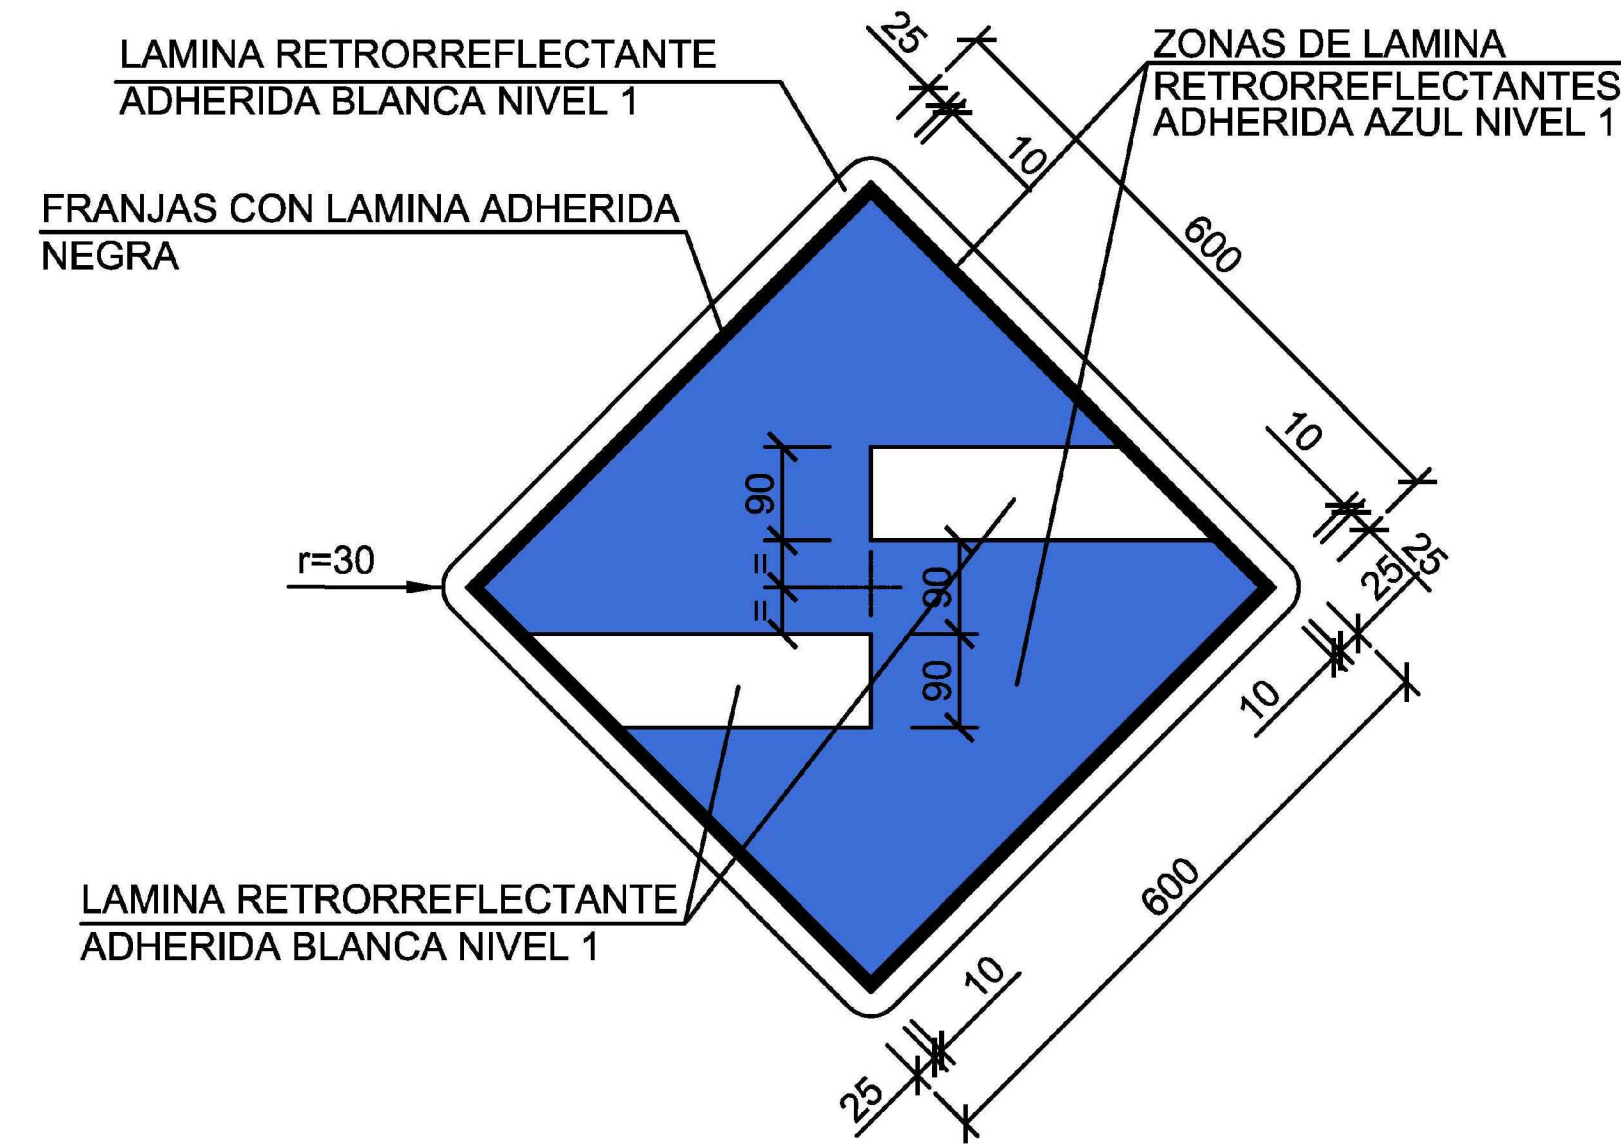 LAMINA RETRORREFLECTANTE
ADHERIDA BLANCA NIVEL 1
FRANJAS CON LAMINA ADHERIDA
NEGRA
ZONAS DE LAMINA
RETRORREFLECTANTES
ADHERIDA AZUL NIVEL 1
25
10
600
10
25
25
10
600
10
25
r=30
90
=
=
90
90
LAMINA RETRORREFLECTANTE
ADHERIDA BLANCA NIVEL 1